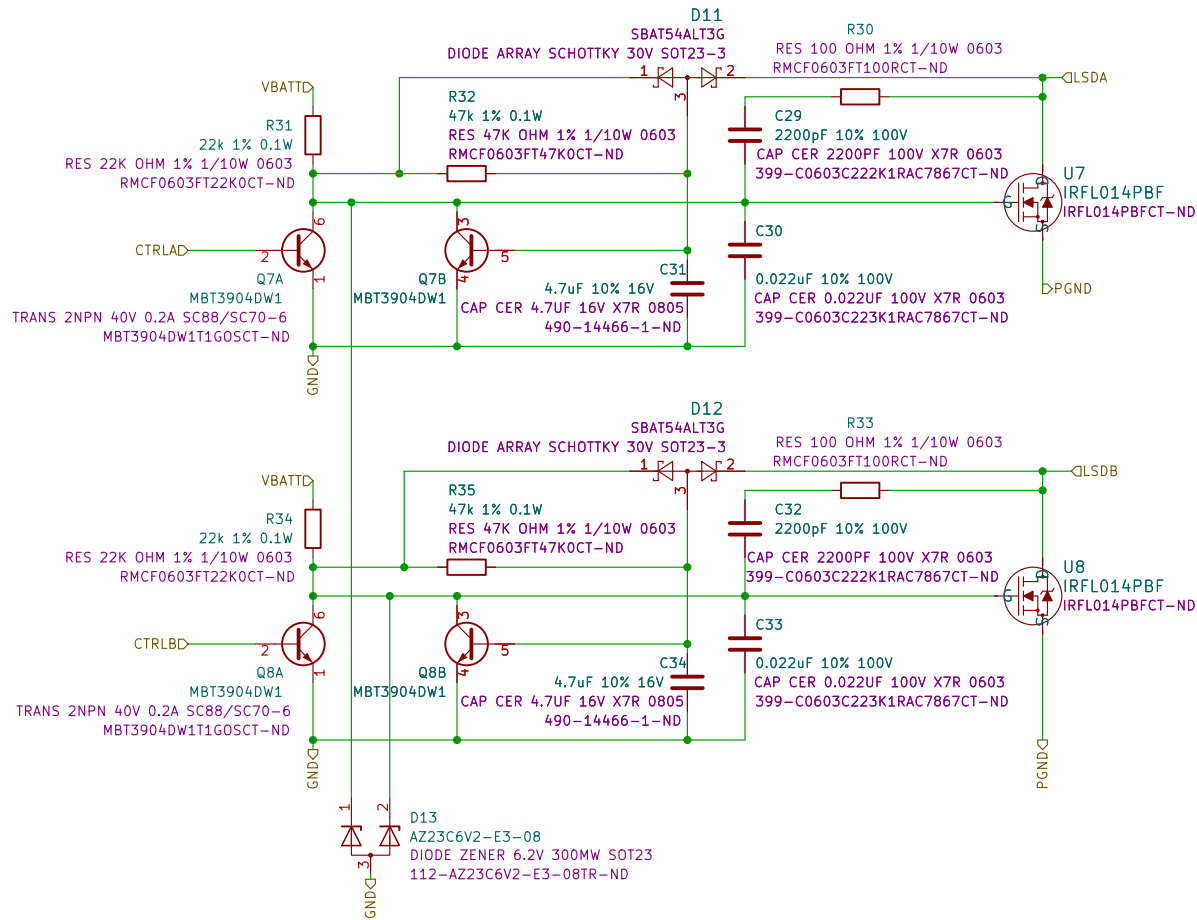 D11
SBAT54ALT3G
DIODE ARRAY SCHOTTKY 30V SOT23-3
1
2
3
R30
RES 100 OHM 1% 1/10W 0603
RMCF0603FT100RCT-ND
LSDA
VBATT
R31
22k 1% 0.1W
RES 22K OHM 1% 1/10W 0603
RMCF0603FT22K0CT-ND
R32
47k 1% 0.1W
RES 47K OHM 1% 1/10W 0603
RMCF0603FT47K0CT-ND
C29
2200pF 10% 100V
CAP CER 2200PF 100V X7R 0603
399-C0603C222K1RAC7867CT-ND
U7
IRFL014PBF
IRFL014PBFCT-ND
D
G
S
CTRLA
2
6
1
Q7A
MBT3904DW1
TRANS 2NPN 40V 0.2A SC88/SC70-6
MBT3904DW1T1GOSCT-ND
3
5
4
Q7B
MBT3904DW1
C31
4.7uF 10% 16V
CAP CER 4.7UF 16V X7R 0805
490-14466-1-ND
C30
0.022uF 10% 100V
CAP CER 0.022UF 100V X7R 0603
399-C0603C223K1RAC7867CT-ND
PGND
GND
D12
SBAT54ALT3G
DIODE ARRAY SCHOTTKY 30V SOT23-3
1
2
3
R33
RES 100 OHM 1% 1/10W 0603
RMCF0603FT100RCT-ND
LSDB
VBATT
R34
22k 1% 0.1W
RES 22K OHM 1% 1/10W 0603
RMCF0603FT22K0CT-ND
R35
47k 1% 0.1W
RES 47K OHM 1% 1/10W 0603
RMCF0603FT47K0CT-ND
C32
2200pF 10% 100V
CAP CER 2200PF 100V X7R 0603
399-C0603C222K1RAC7867CT-ND
U8
IRFL014PBF
IRFL014PBFCT-ND
D
G
S
CTRLB
2
6
1
Q8A
MBT3904DW1
TRANS 2NPN 40V 0.2A SC88/SC70-6
MBT3904DW1T1GOSCT-ND
3
5
4
Q8B
MBT3904DW1
C34
4.7uF 10% 16V
CAP CER 4.7UF 16V X7R 0805
490-14466-1-ND
C33
0.022uF 10% 100V
CAP CER 0.022UF 100V X7R 0603
399-C0603C223K1RAC7867CT-ND
GND
PGND
1
2
3
D13
AZ23C6V2-E3-08
DIODE ZENER 6.2V 300MW SOT23
112-AZ23C6V2-E3-08TR-ND
GND